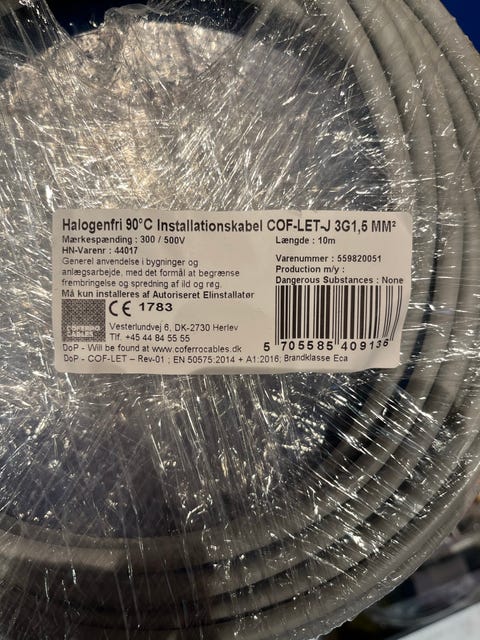 Halogenfri 90°C Installationskabel COF-LET-J 3G1,5 MM²
Mærkespænding : 300 / 500V
Længde : 10m
HN-Varenr : 44017
Generel anvendelse i bygninger og
anlægsarbejde, med det formål at begrænse
frembringelse og spredning af ild og røg.
Må kun installeres af Autoriseret Elinstallatør
Varenummer : 559820051
Production m/y :
Dangerous Substances : None
CE 1783
COFERRO
CABLES
Vesterlundvej 6, DK-2730 Herlev
Tlf. +45 44 84 55 55
DoP - Will be found at www.coferrocables.dk
DoP - COF-LET – Rev-01 ; EN 50575:2014 + A1:2016; Brandklasse Eca
5 705585 409136